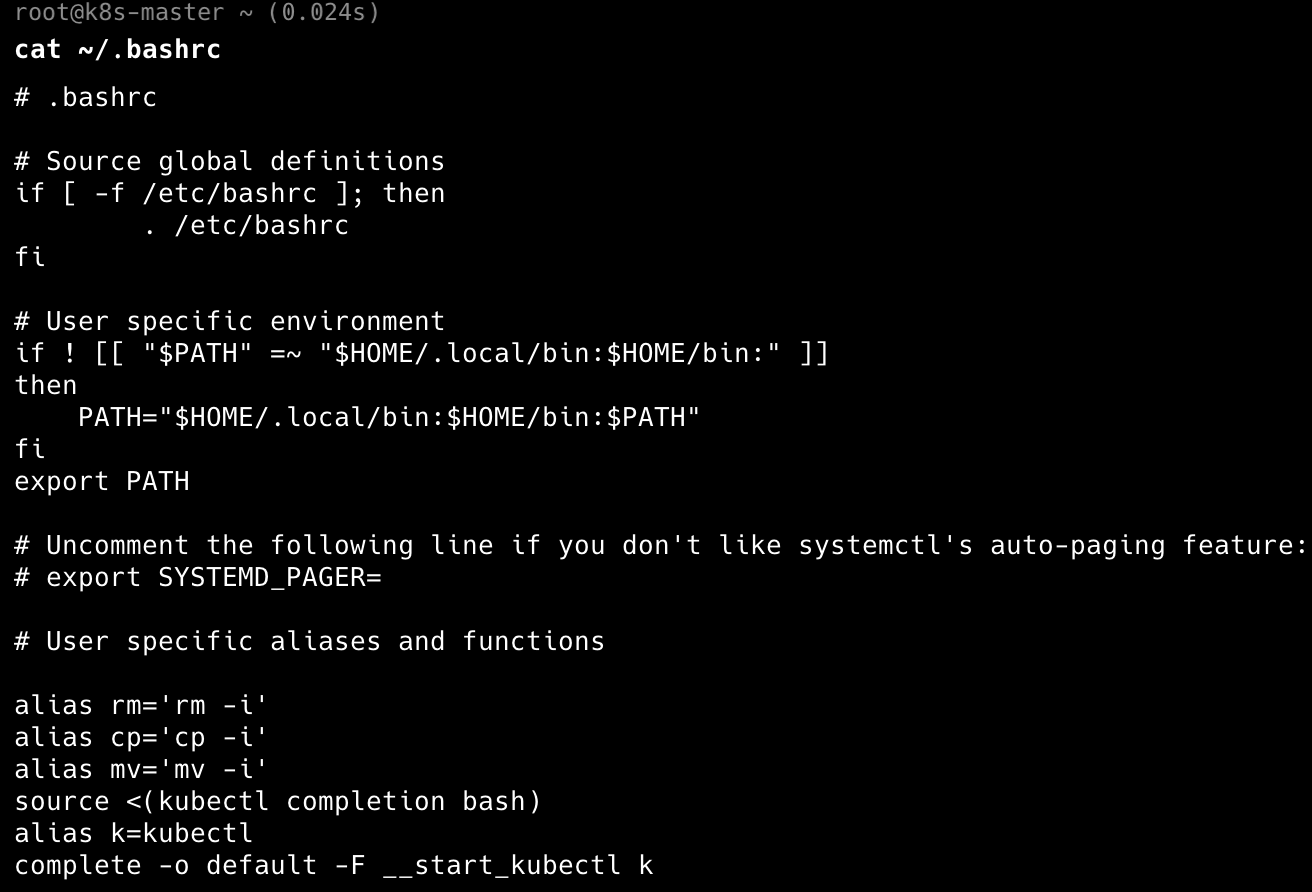 root@k8s-master ~ (0.024s)
cat ~/.bashrc
# .bashrc
# Source global definitions
if [ -f /etc/bashrc ]; then
        . /etc/bashrc
fi
# User specific environment
if ! [[ "$PATH" =~ "$HOME/.local/bin:$HOME/bin:" ]]
then
    PATH="$HOME/.local/bin:$HOME/bin:$PATH"
fi
export PATH
# Uncomment the following line if you don't like systemctl's auto-paging feature:
# export SYSTEMD_PAGER=
# User specific aliases and functions
alias rm='rm -i'
alias cp='cp -i'
alias mv='mv -i'
source <(kubectl completion bash)
alias k=kubectl
complete -o default -F __start_kubectl k